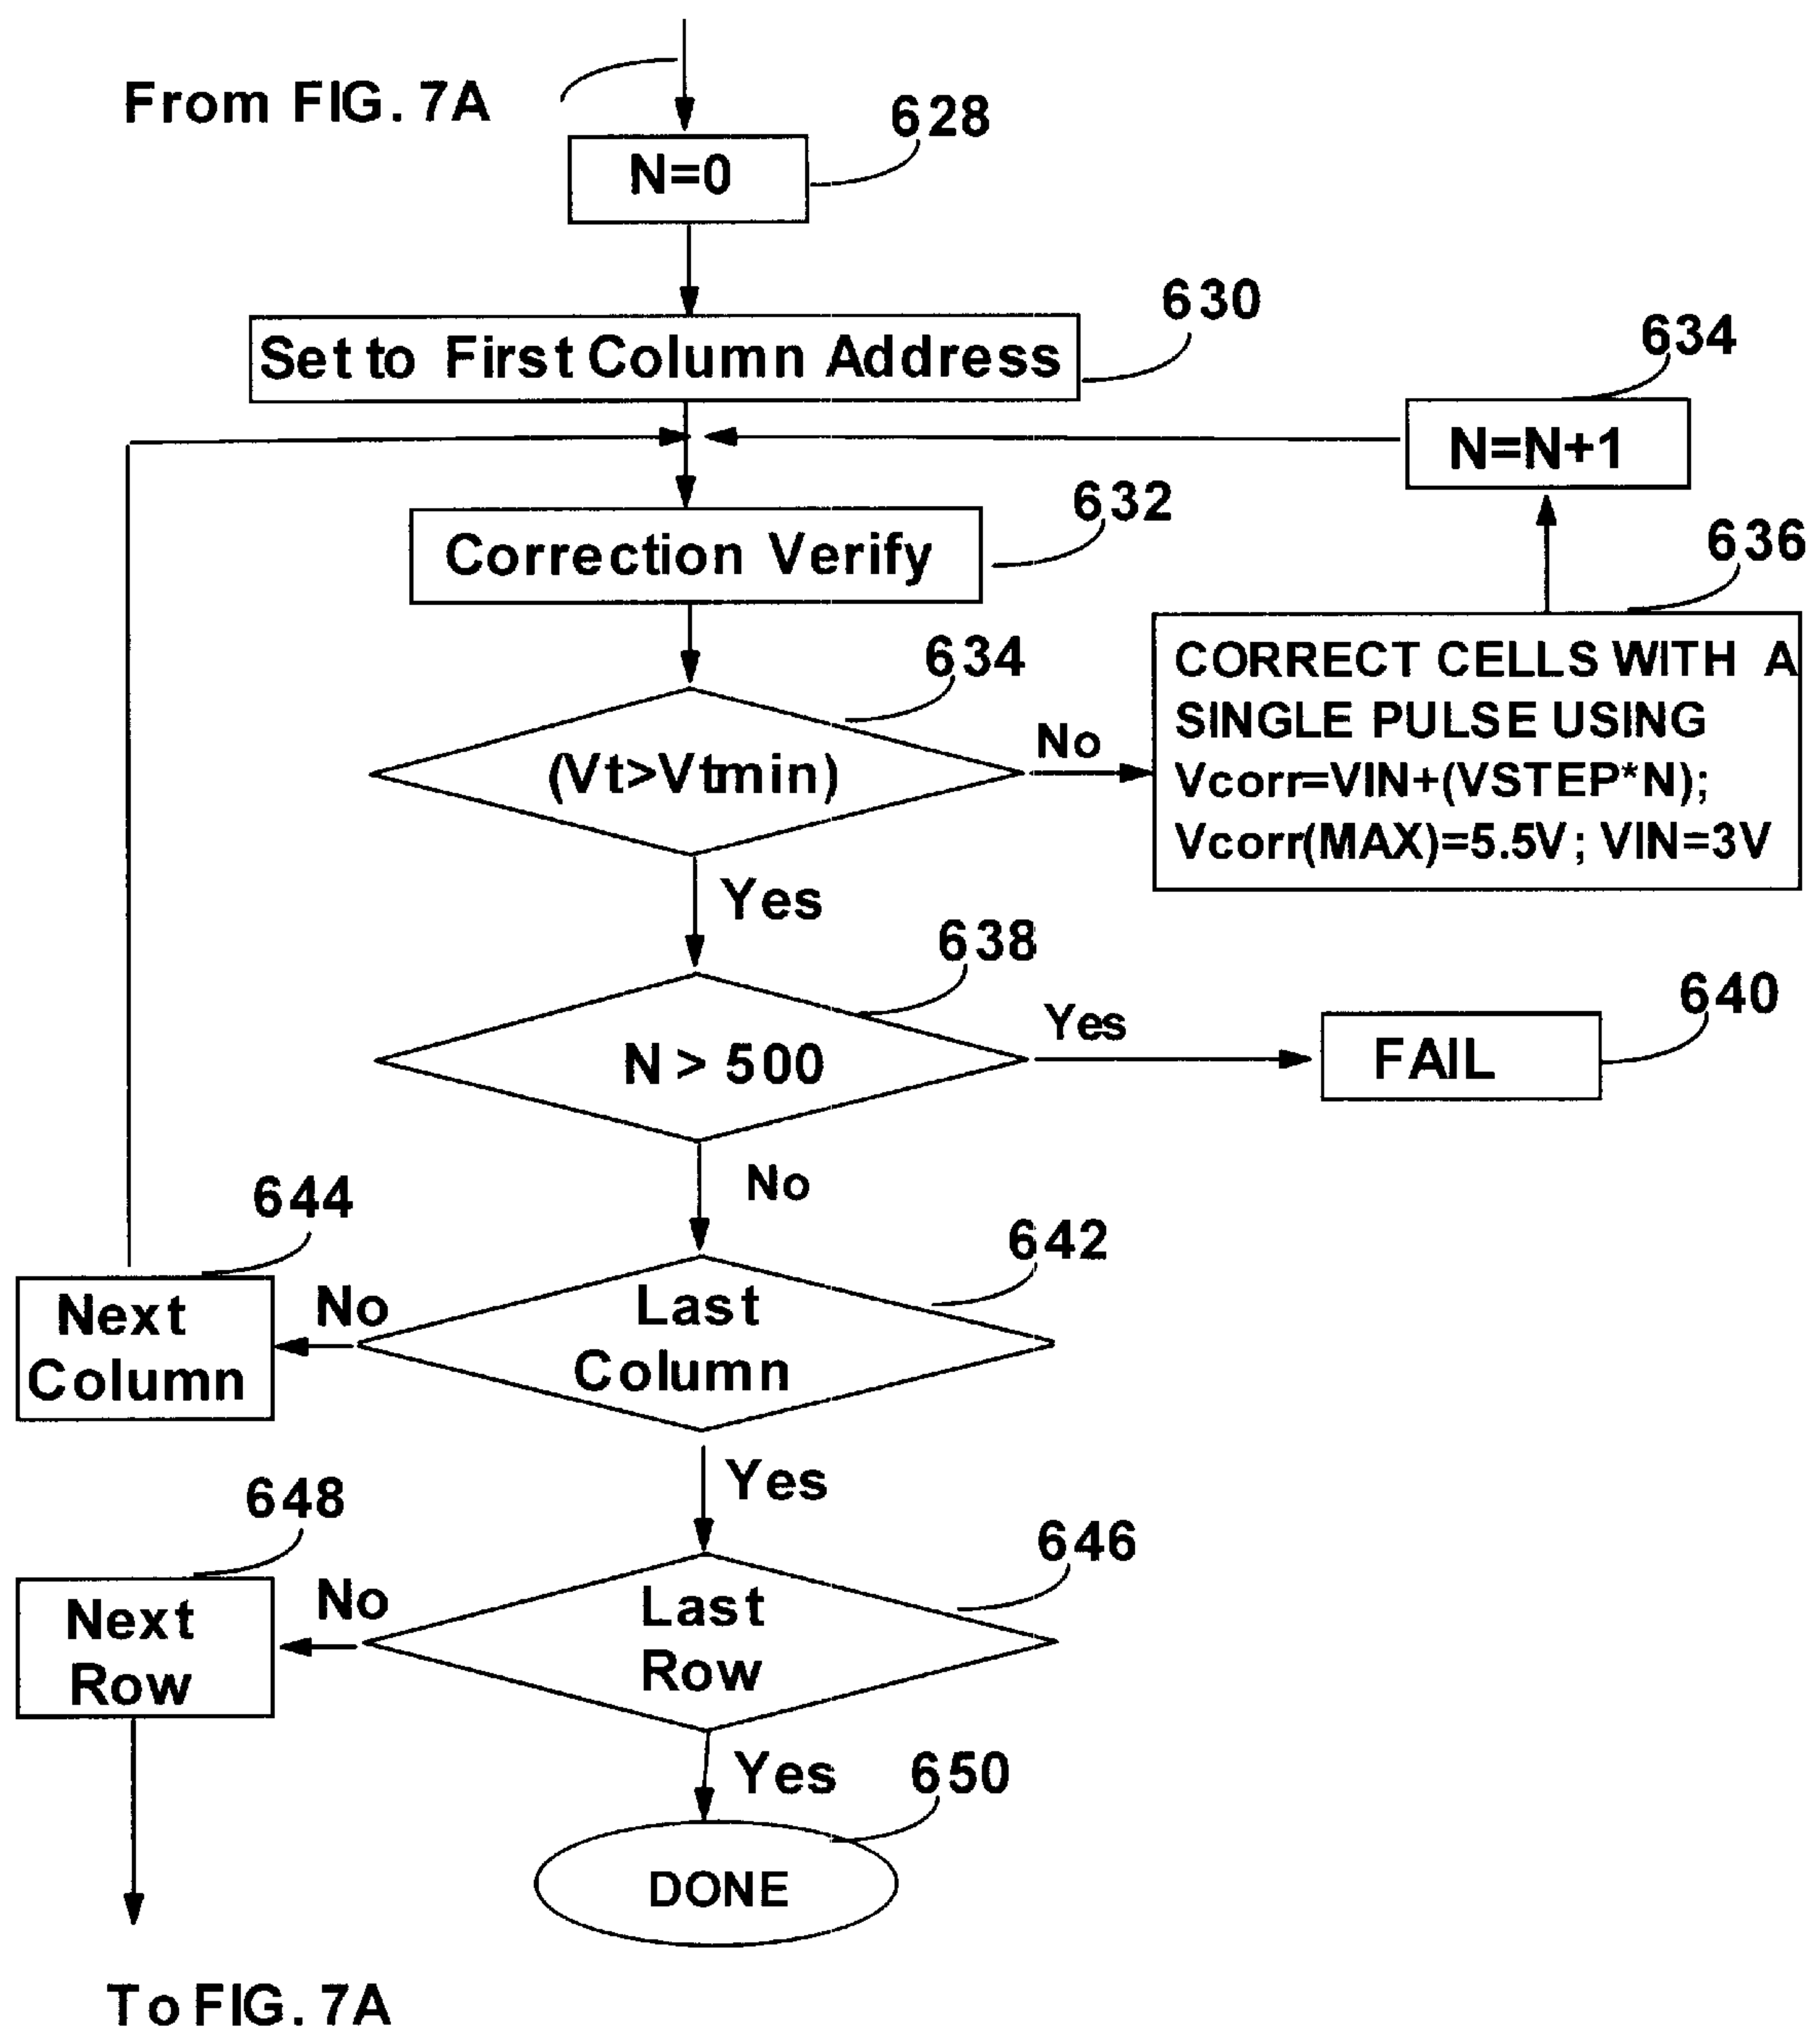 From FIG. 7A
628
N=0
630
Set to First Column Address
634
N=N+1
632
Correction Verify
636
CORRECT CELLS WITH A
SINGLE PULSE USING
Vcorr=VIN+(VSTEP*N);
Vcorr(MAX)=5.5V; VIN=3V
634
(Vt>Vtmin)
No
Yes
638
N > 500
Yes
640
FAIL
No
644
Next
Column
No
642
Last
Column
Yes
648
Next
Row
No
646
Last
Row
Yes
650
DONE
To FIG. 7A